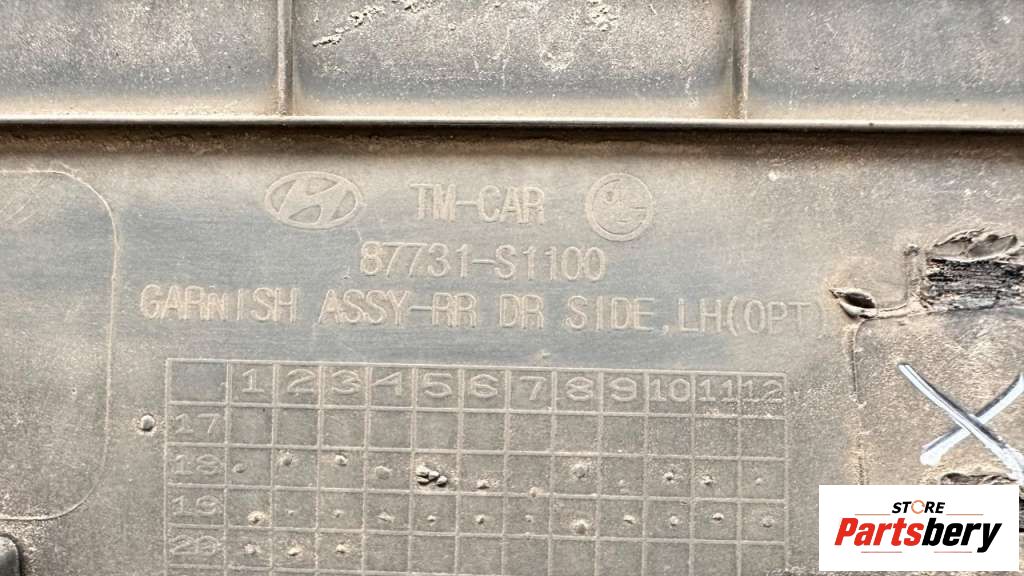 TM-CAR
87731-S1100
GARNISH ASSY-RR DR SIDE,LH(OPT)
1 2 3 4 5 6 7 8 9 10 11 12
17
18
19
20
STORE
Partsbery